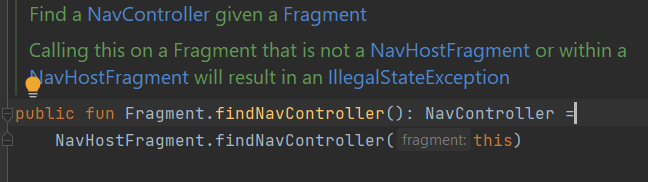 Find a NavController given a Fragment
Calling this on a Fragment that is not a NavHostFragment or within a
NavHostFragment will result in an IllegalStateException
public fun Fragment.findNavController(): NavController =
NavHostFragment.findNavController( fragment: this)